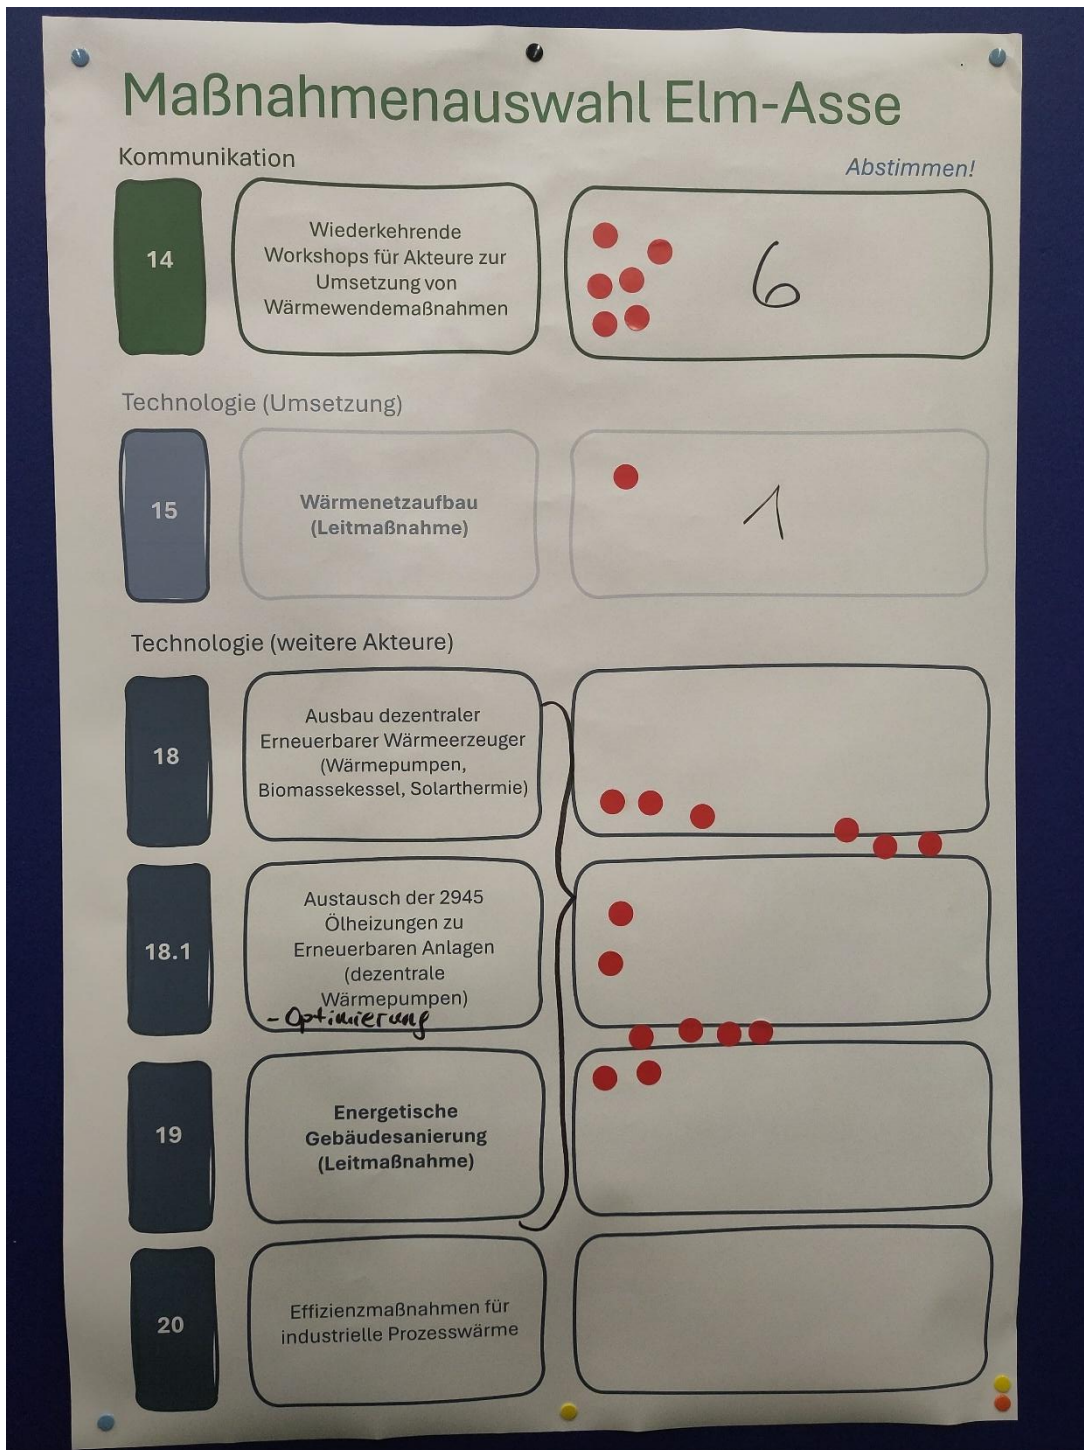 Maßnahmenauswahl Elm-Asse
Kommunikation
Abstimmen!
14
Wiederkehrende
Workshops für Akteure zur
Umsetzung von
Wärmewendemaßnahmen
6
Technologie (Umsetzung)
15
Wärmenetzaufbau
(Leitmaßnahme)
1
Technologie (weitere Akteure)
18
Ausbau dezentraler
Erneuerbarer Wärmeerzeuger
(Wärmepumpen,
Biomassekessel, Solarthermie)
18.1
Austausch der 2945
Ölheizungen zu
Erneuerbaren Anlagen
(dezentrale
Wärmepumpen)
- Optimierung
19
Energetische
Gebäudesanierung
(Leitmaßnahme)
20
Effizienzmaßnahmen für
industrielle Prozesswärme